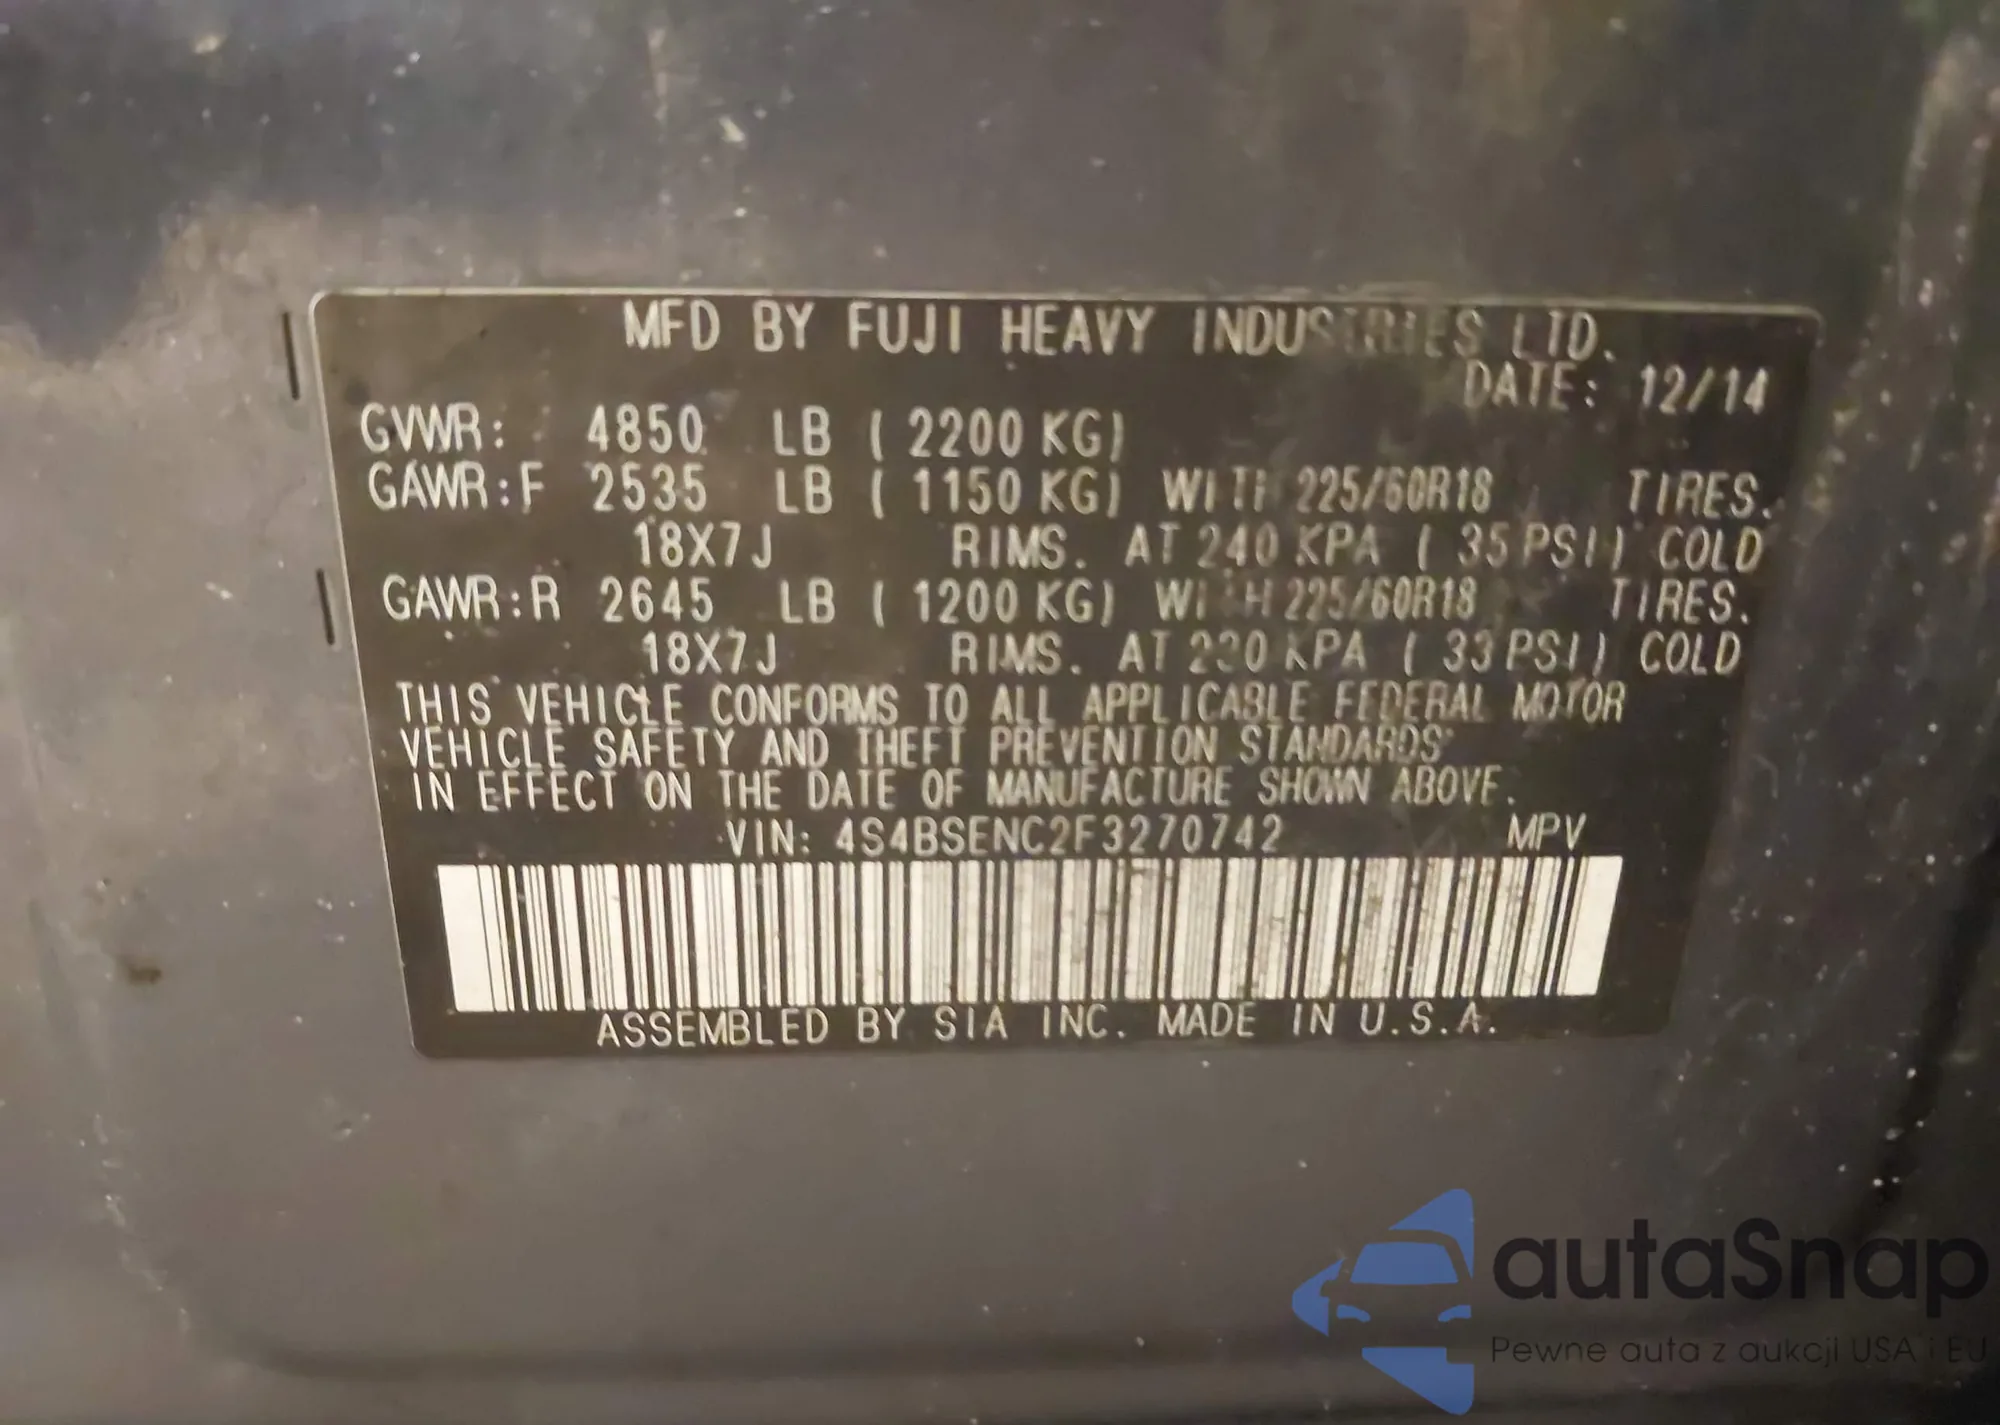 MFD BY FUJI HEAVY INDUSTRIES LTD.
DATE: 12/14
GVWR: 4850 LB ( 2200 KG)
GAWR:F 2535 LB ( 1150 KG) WITH 225/60R18 TIRES.
18X7J RIMS. AT 240 KPA ( 35 PSI) COLD
GAWR:R 2645 LB ( 1200 KG) WITH 225/60R18 TIRES.
18X7J RIMS. AT 230 KPA ( 33 PSI) COLD
THIS VEHICLE CONFORMS TO ALL APPLICABLE FEDERAL MOTOR
VEHICLE SAFETY AND THEFT PREVENTION STANDARDS
IN EFFECT ON THE DATE OF MANUFACTURE SHOWN ABOVE.
VIN: 4S4BSENC2F3270742 MPV
ASSEMBLED BY SIA INC. MADE IN U.S.A.
autaSnap
Pewne auta z aukcji USA i EU